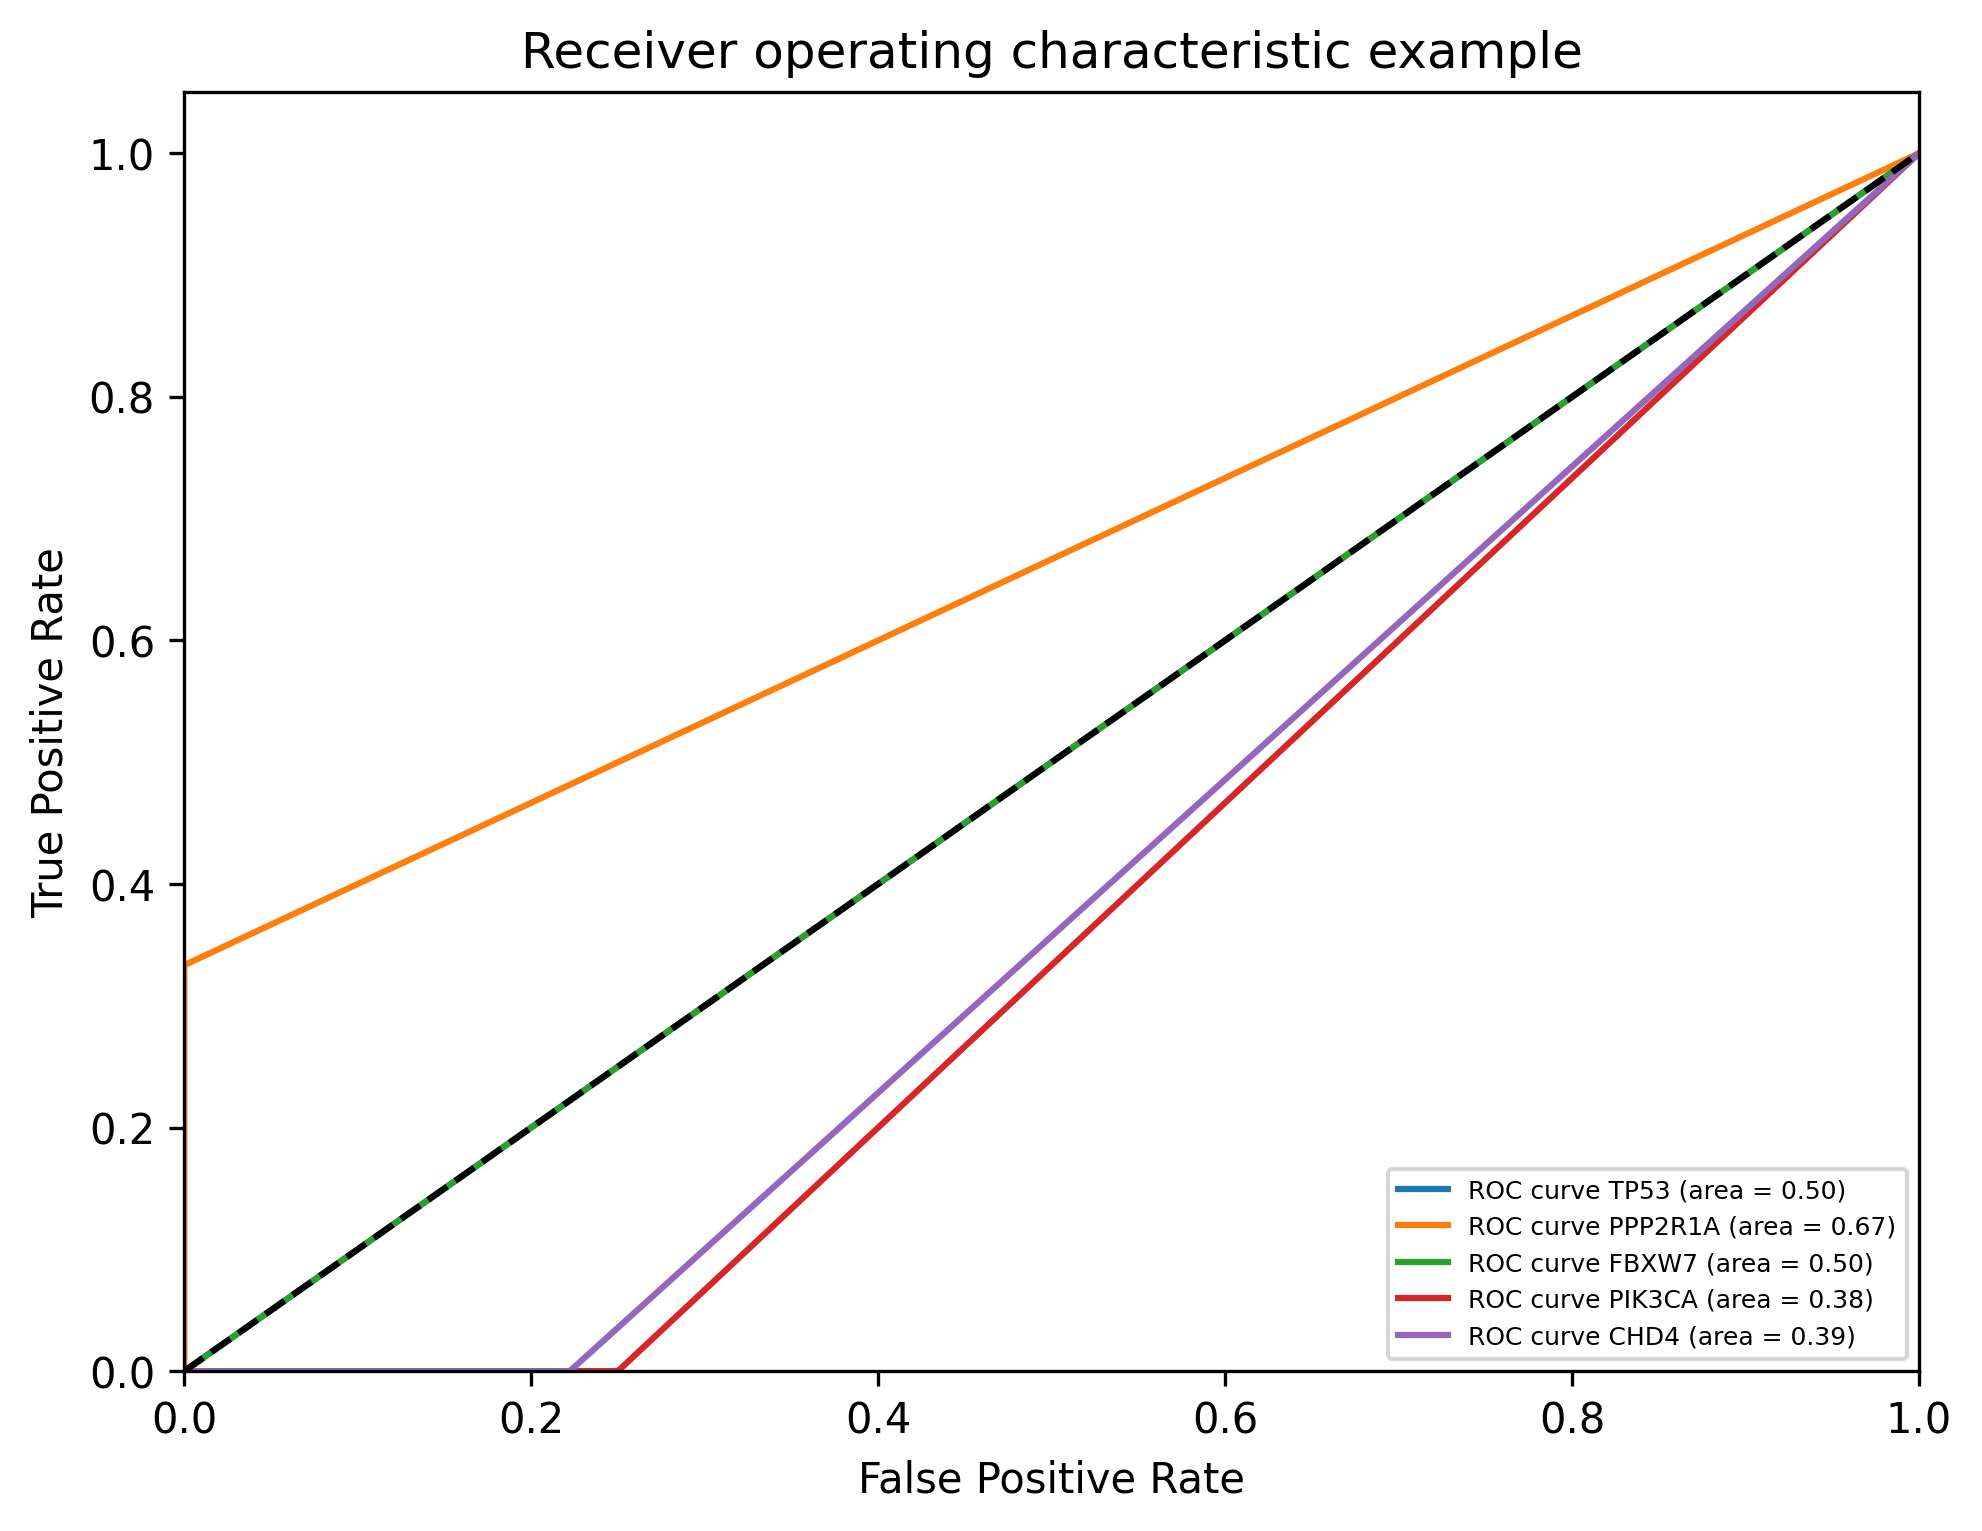 Receiver operating characteristic example
True Positive Rate
1.0
0.8
0.6
0.4
0.2
0.0
ROC curve TP53 (area = 0.50)
ROC curve PPP2R1A (area = 0.67)
ROC curve FBXW7 (area = 0.50)
ROC curve PIK3CA (area = 0.38)
ROC curve CHD4 (area = 0.39)
0.0 0.2 0.4 0.6 0.8 1.0
False Positive Rate